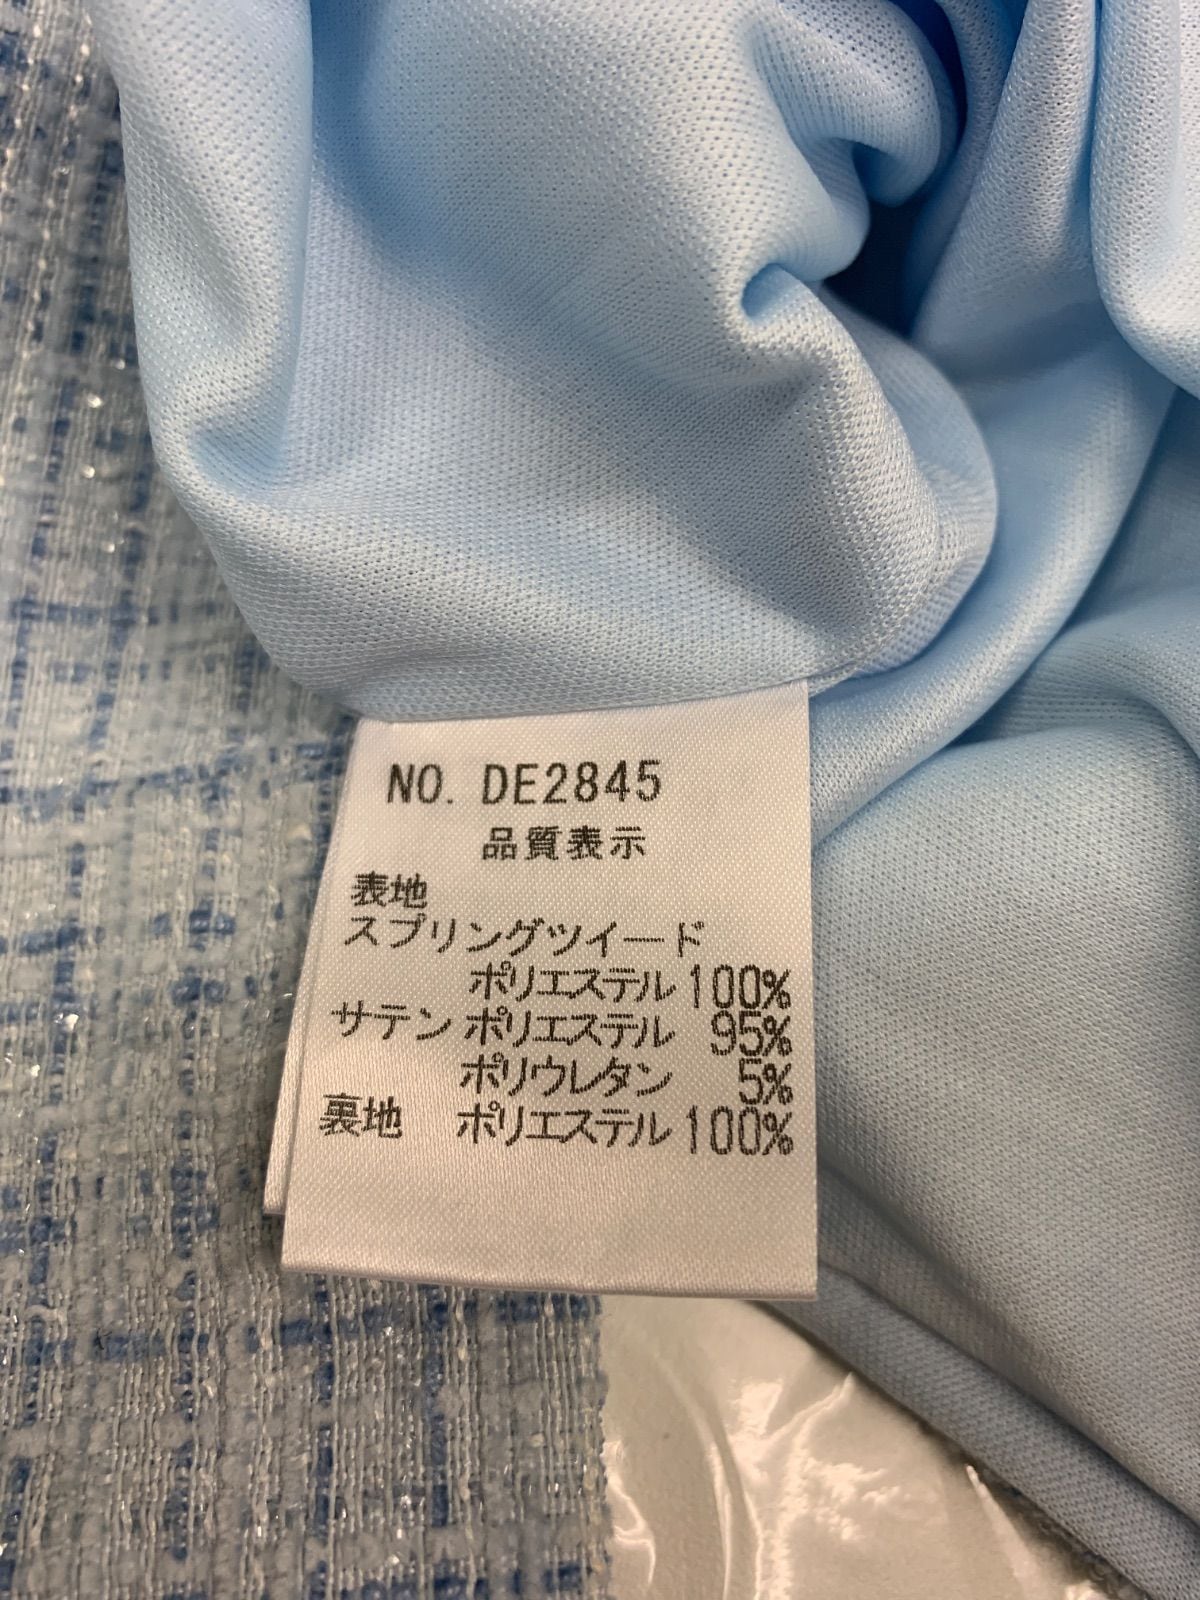 NO. DE2845
品質表示
表地
スプリングツイード
ポリエステル 100%
サテン ポリエステル 95%
ポリウレタン 5%
裏地 ポリエステル 100%